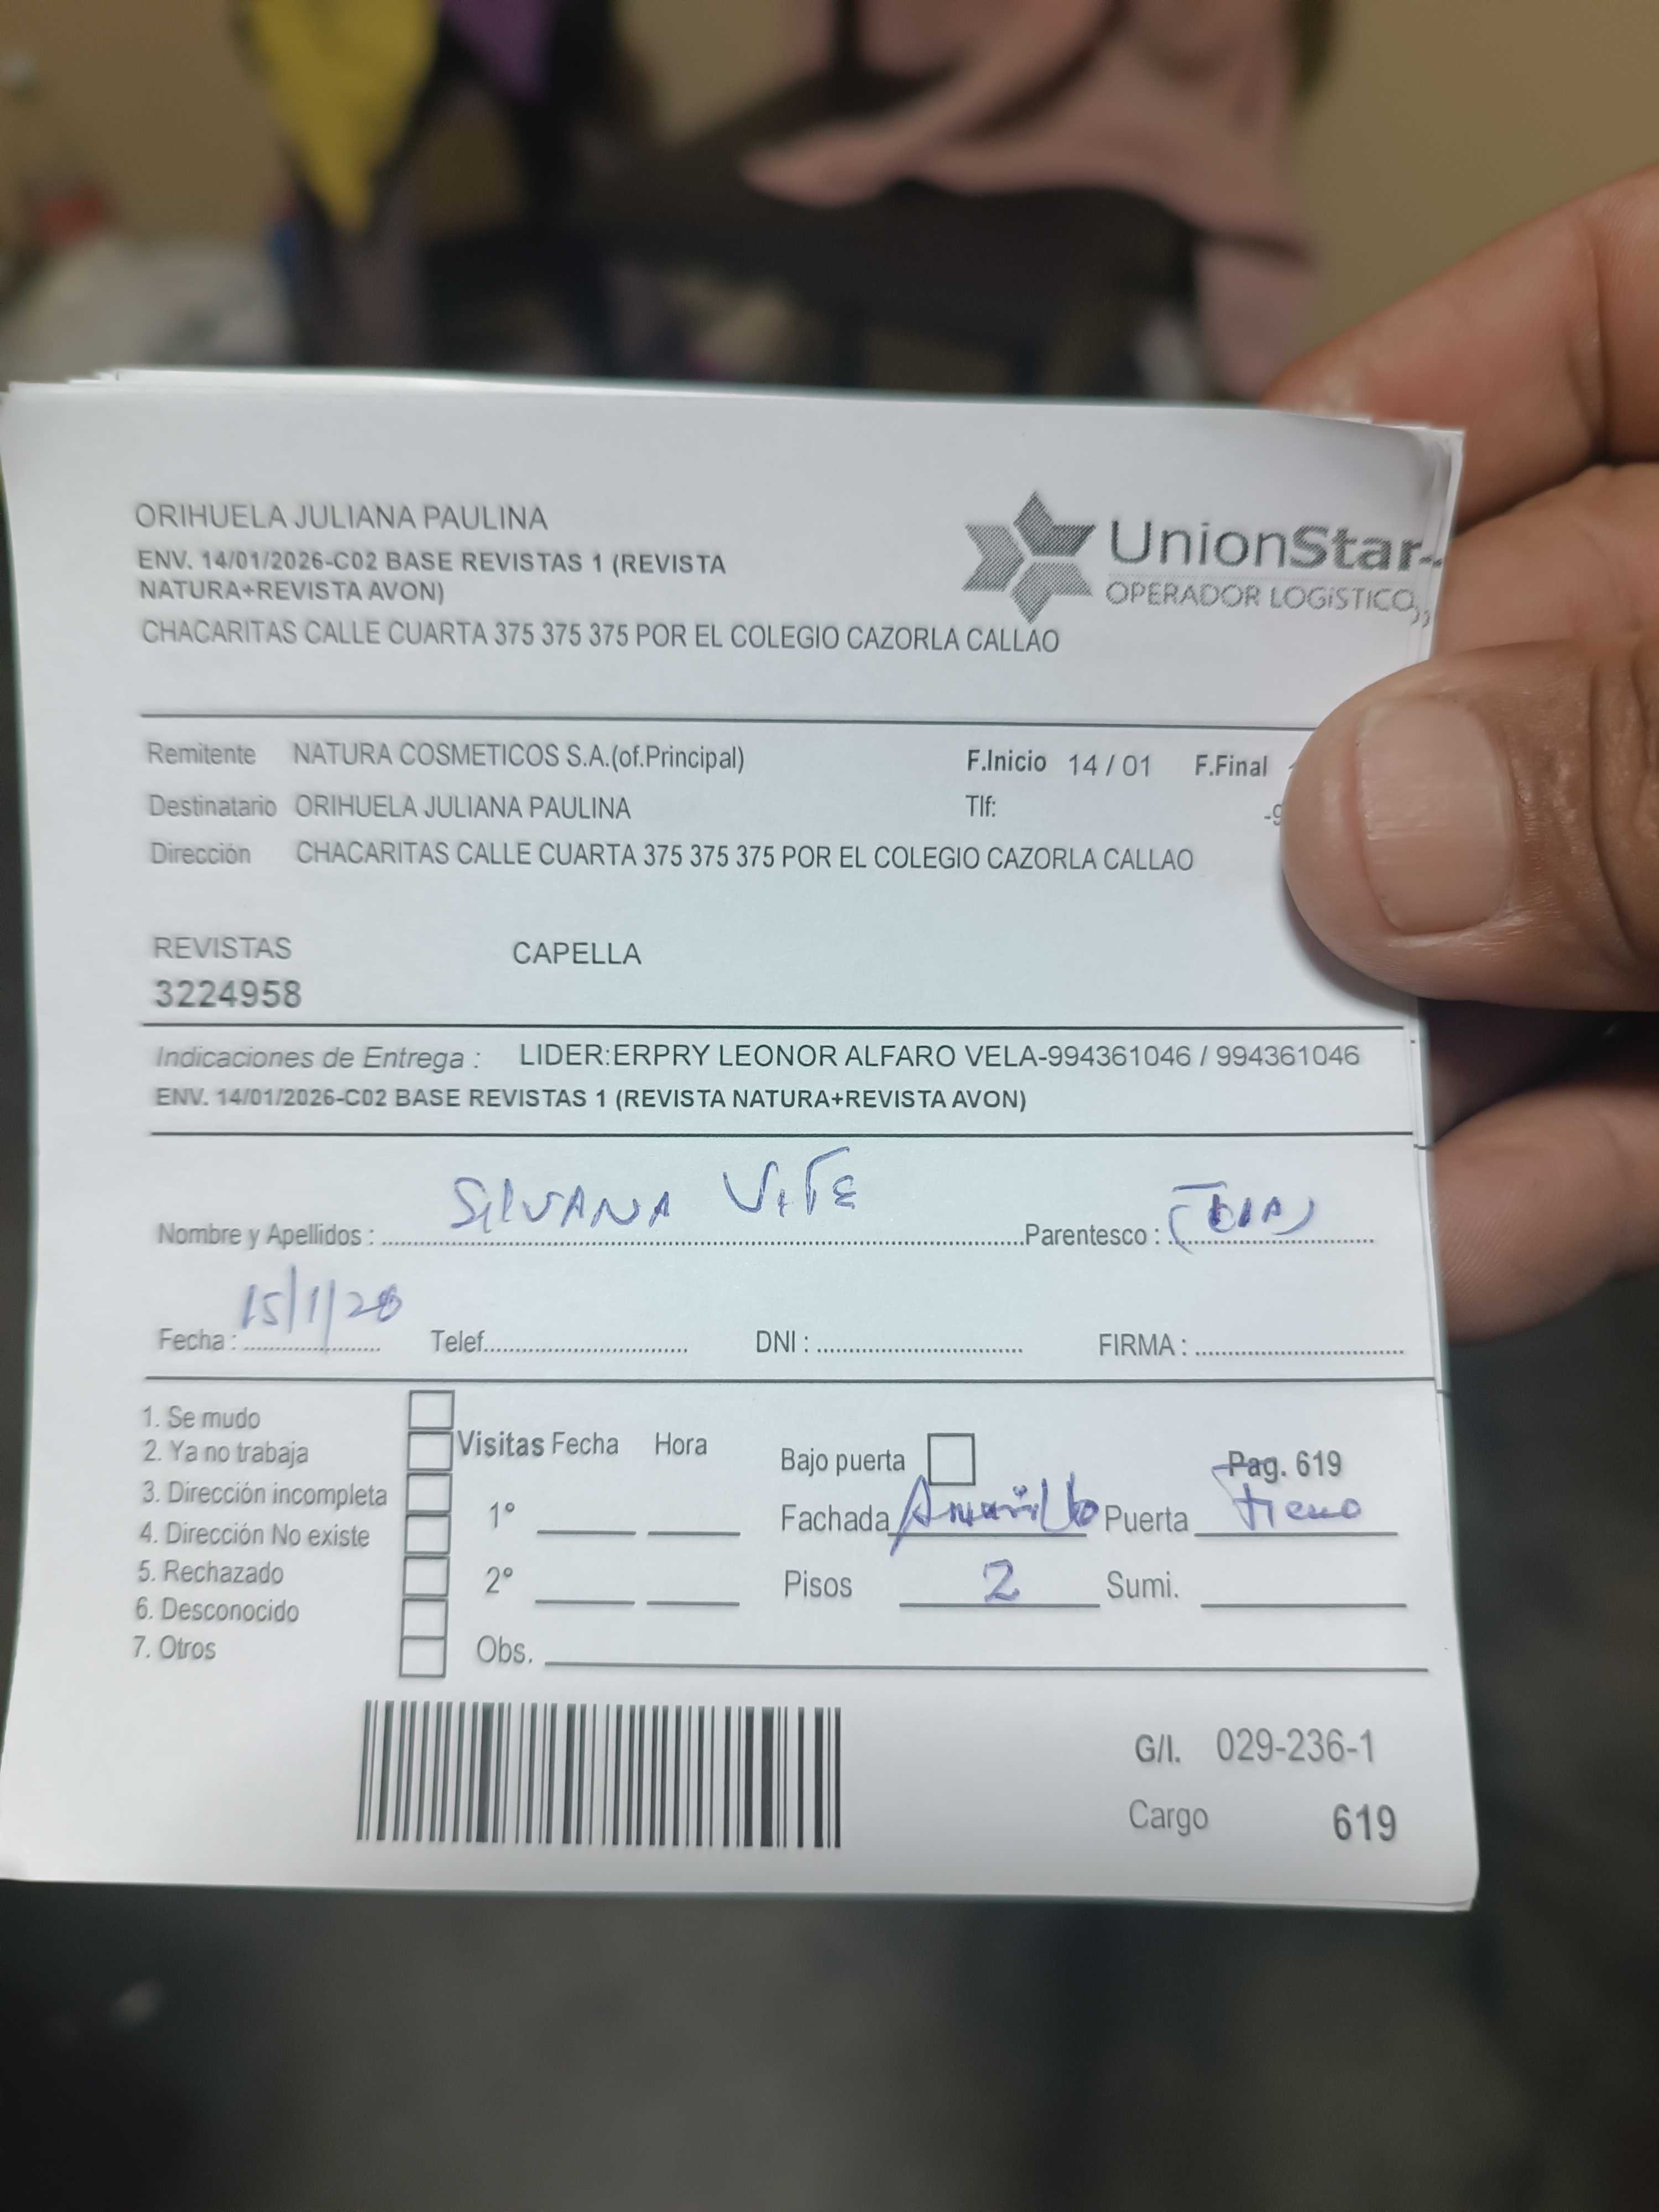 ORIHUELA JULIANA PAULINA
ENV. 14/01/2026-C02 BASE REVISTAS 1 (REVISTA
NATURA+REVISTA AVON)
CHACARITAS CALLE CUARTA 375 375 375 POR EL COLEGIO CAZORLA CALLAO
UnionStar
OPERADOR LOGíSTICO
Remitente NATURA COSMETICOS S.A.(of.Principal) F.Inicio 14 / 01 F.Final
Destinatario ORIHUELA JULIANA PAULINA Tlf: -9
Dirección CHACARITAS CALLE CUARTA 375 375 375 POR EL COLEGIO CAZORLA CALLAO
REVISTAS CAPELLA
3224958
Indicaciones de Entrega : LIDER:ERPRY LEONOR ALFARO VELA-994361046 / 994361046
ENV. 14/01/2026-C02 BASE REVISTAS 1 (REVISTA NATURA+REVISTA AVON)
Nombre y Apellidos : SilVANA ViTE Parentesco : (TIA)
Fecha : 15/1/26 Telef. DNI : FIRMA :
1. Se mudo
2. Ya no trabaja
3. Dirección incompleta
4. Dirección No existe
5. Rechazado
6. Desconocido
7. Otros
Visitas Fecha Hora
1°
2°
Obs.
Bajo puerta Pag. 619
Fachada Amarillo Puerta
Pisos 2 Sumi.
G/I. 029-236-1
Cargo 619